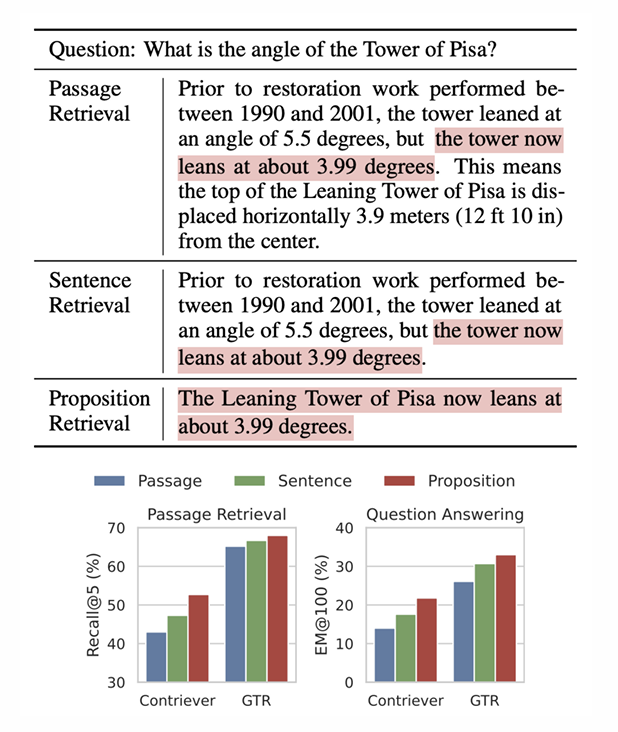 Question: What is the angle of the Tower of Pisa?
Passage
Retrieval
Prior to restoration work performed be-
tween 1990 and 2001, the tower leaned at
an angle of 5.5 degrees, but the tower now
leans at about 3.99 degrees. This means
the top of the Leaning Tower of Pisa is dis-
placed horizontally 3.9 meters (12 ft 10 in)
from the center.
Sentence
Retrieval
Prior to restoration work performed be-
tween 1990 and 2001, the tower leaned at
an angle of 5.5 degrees, but the tower now
leans at about 3.99 degrees.
Proposition
Retrieval
The Leaning Tower of Pisa now leans at
about 3.99 degrees.
Passage Sentence Proposition
Passage Retrieval
Recall@5 (%)
70
60
50
40
30
Contriever GTR
Question Answering
EM@100 (%)
40
30
20
10
0
Contriever GTR